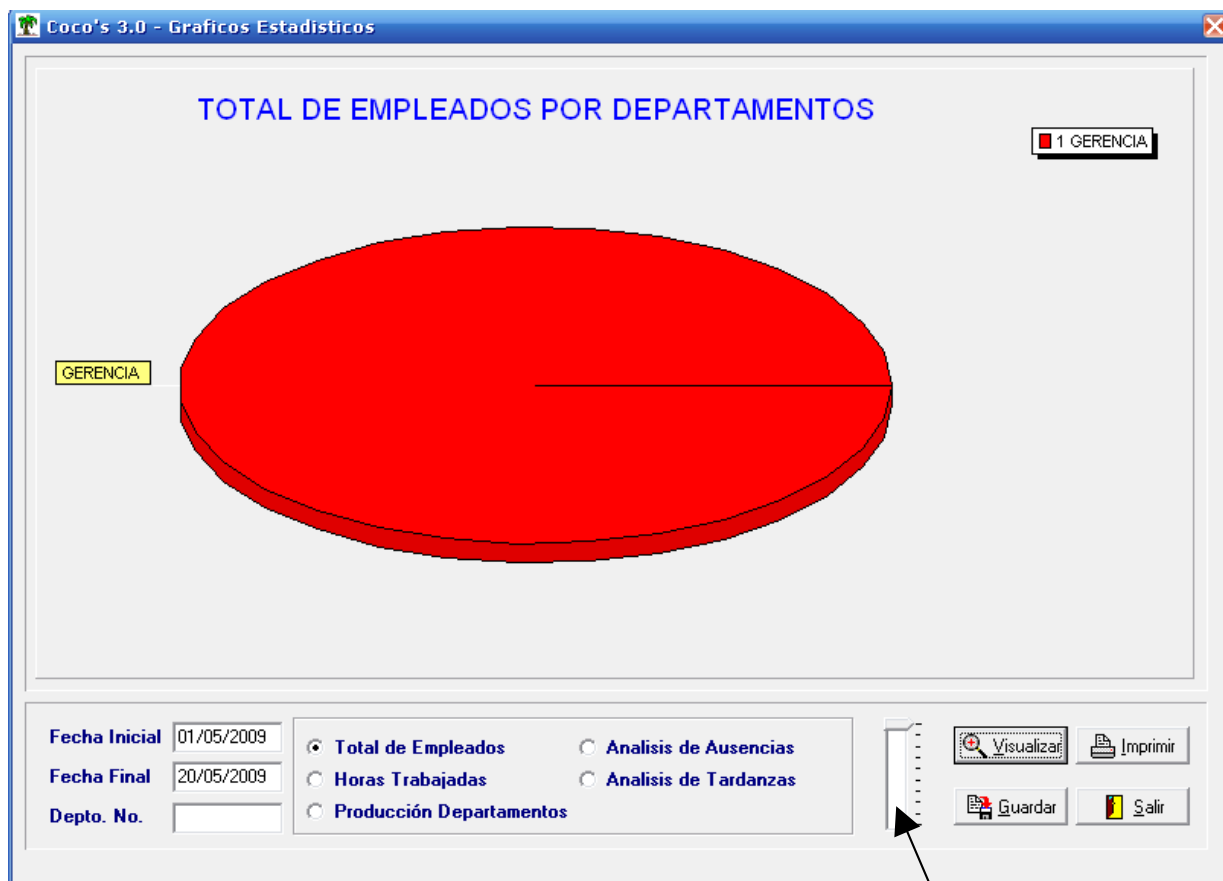 Coco's 3.0 - Graficos Estadisticos
TOTAL DE EMPLEADOS POR DEPARTAMENTOS
1 GERENCIA
GERENCIA
Fecha Inicial 01/05/2009
Fecha Final 20/05/2009
Depto. No.
Total de Empleados
Horas Trabajadas
Producción Departamentos
Analisis de Ausencias
Analisis de Tardanzas
Visualizar Imprimir
Guardar Salir